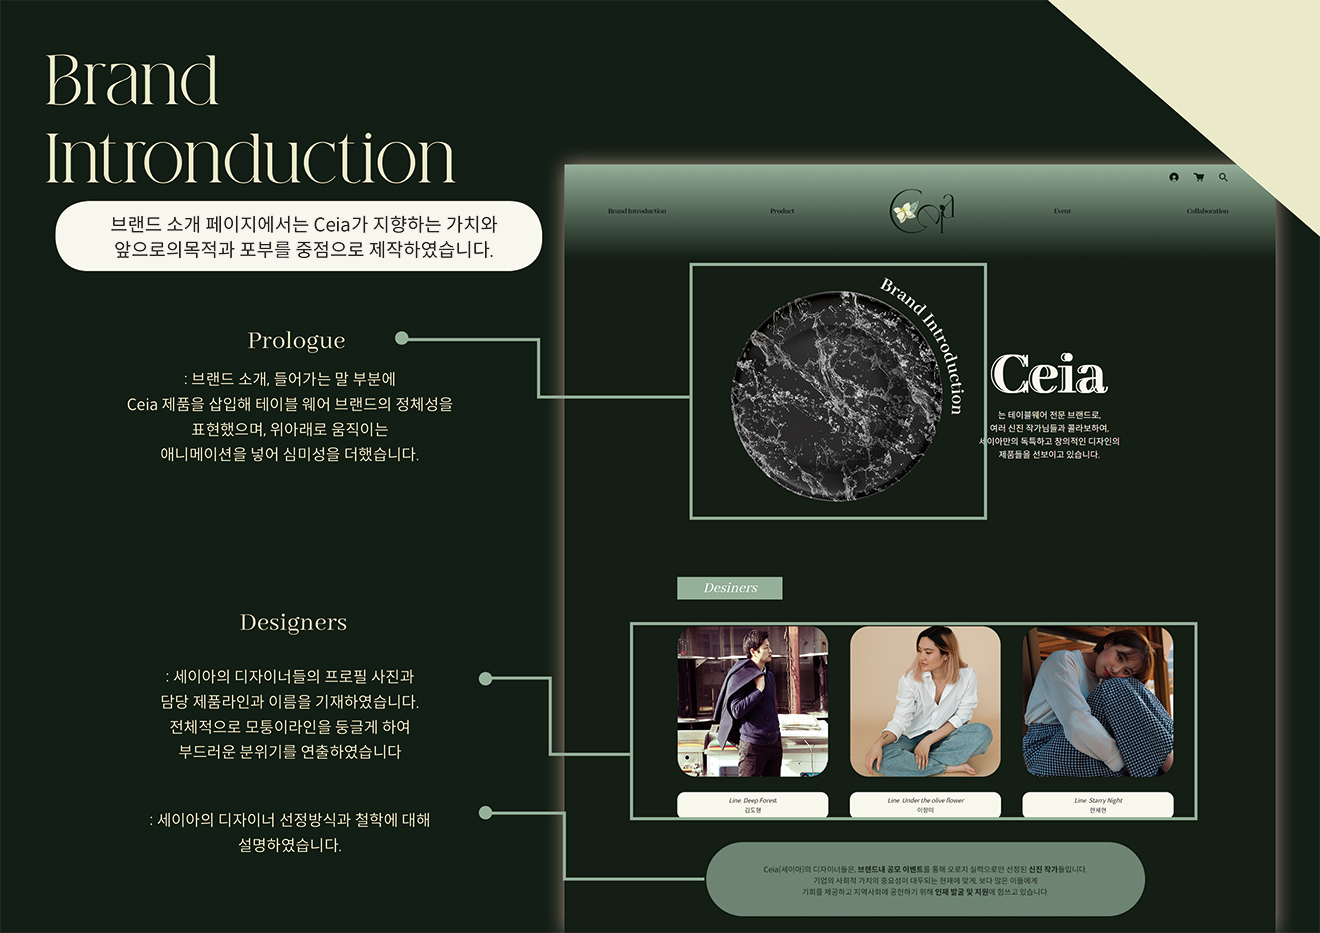 Brand
Intronduction
브랜드 소개 페이지에서는 Ceia가 지향하는 가치와
앞으로의목적과 포부를 중점으로 제작하였습니다.
Prologue
: 브랜드 소개, 들어가는 말 부분에
Ceia 제품을 삽입해 테이블 웨어 브랜드의 정체성을
표현했으며, 위아래로 움직이는
애니메이션을 넣어 심미성을 더했습니다.
Designers
: 세이아의 디자이너들의 프로필 사진과
담당 제품라인과 이름을 기재하였습니다.
전체적으로 모퉁이라인을 둥글게 하여
부드러운 분위기를 연출하였습니다
: 세이아의 디자이너 선정방식과 철학에 대해
설명하였습니다.
Brand Introduction
Product
Ceia
Event
Collaboration
Brand Introduction
Ceia
는 테이블웨어 전문 브랜드로,
여러 신진 작가님들과 콜라보하여,
세이아만의 독특하고 창의적인 디자인의
제품들을 선보이고 있습니다.
Desiners
Line Deep Forest
김도형
Line Under the olive flower
이향미
Line Starry Night
한세현
Ceia(세이아)의 디자이너들은, 브랜드내 공모 이벤트를 통해 오로지 실력으로만 선정된 신진 작가들입니다.
기업의 사회적 가치의 중요성이 대두되는 현재에 맞게, 보다 많은 이들에게
기회를 제공하고 지역사회에 공헌하기 위해 인재 발굴 및 지원에 힘쓰고 있습니다.